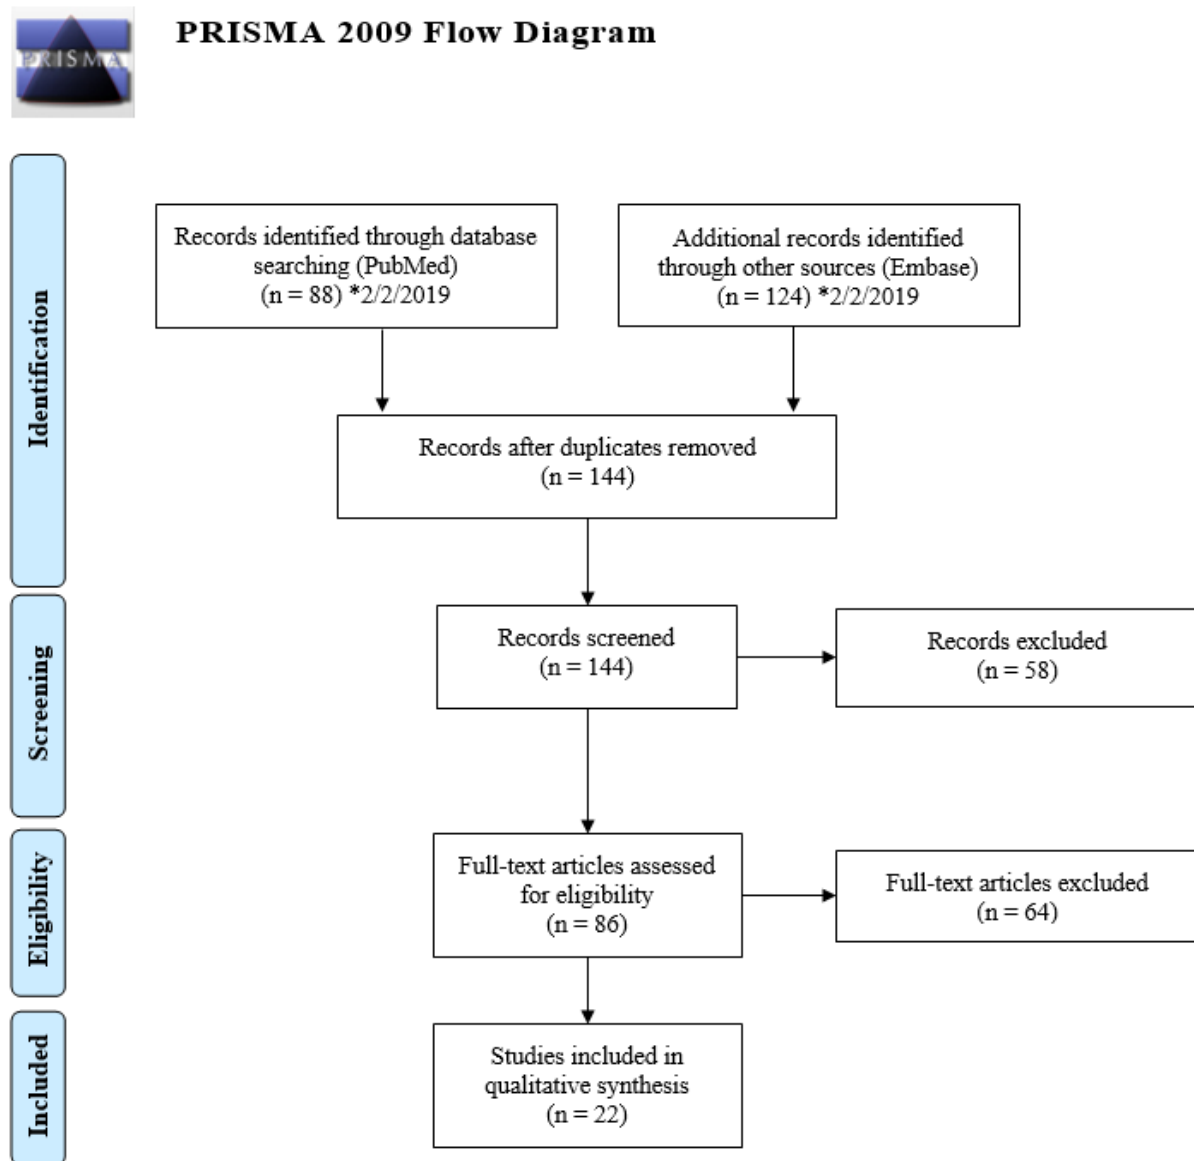 PRISMA
PRISMA 2009 Flow Diagram
Identification
Records identified through database
searching (PubMed)
(n = 88) *2/2/2019
Additional records identified
through other sources (Embase)
(n = 124) *2/2/2019
Records after duplicates removed
(n = 144)
Screening
Records screened
(n = 144)
Records excluded
(n = 58)
Eligibility
Full-text articles assessed
for eligibility
(n = 86)
Full-text articles excluded
(n = 64)
Included
Studies included in
qualitative synthesis
(n = 22)